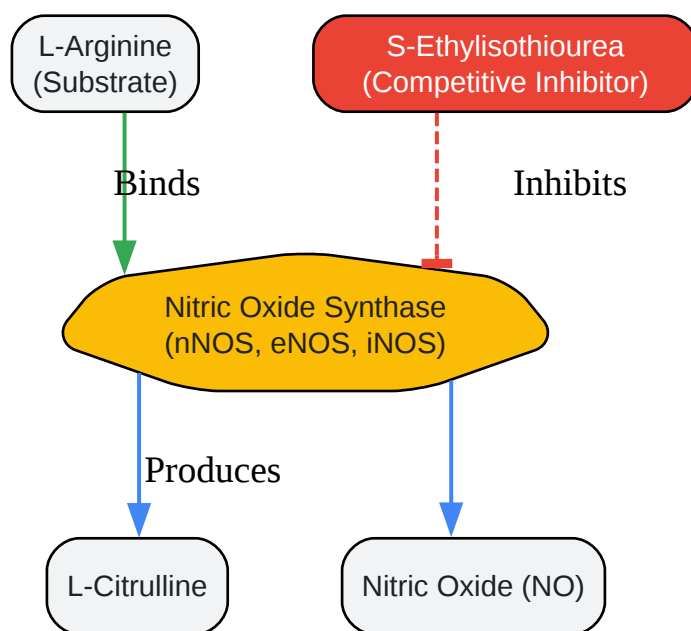 L-Arginine
(Substrate)
S-Ethylisothiourea
(Competitive Inhibitor)
Binds
Inhibits
Nitric Oxide Synthase
(nNOS, eNOS, iNOS)
Produces
L-Citrulline
Nitric Oxide (NO)